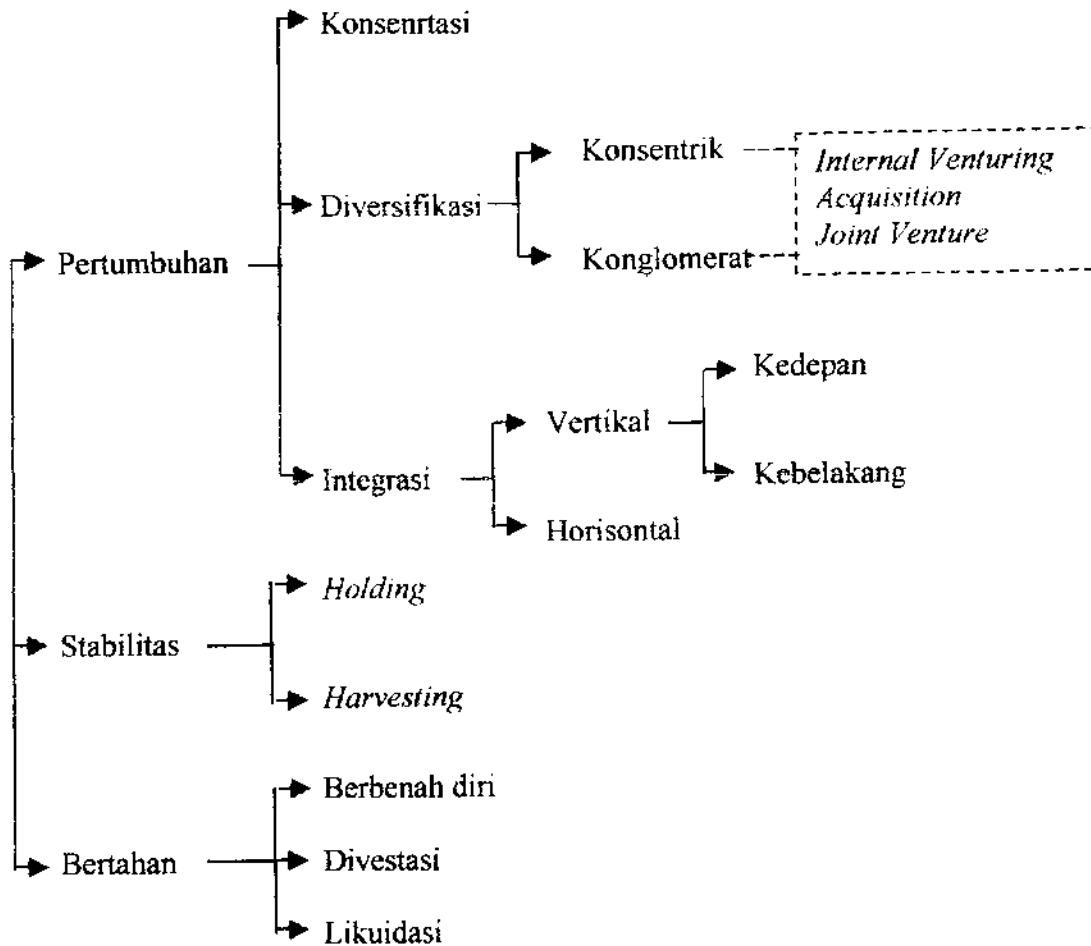 Konsenrtasi
Konsentrik
Internal Venturing
Acquisition
Joint Venture
Diversifikasi
Konglomerat
Pertumbuhan
Kedepan
Vertikal
Kebelakang
Integrasi
Horisontal
Holding
Stabilitas
Harvesting
Berbenah diri
Bertahan
Divestasi
Likuidasi